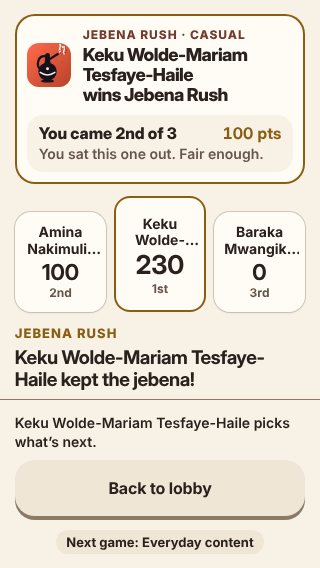 JEBENA RUSH · CASUAL
Keku Wolde-Mariam
Tesfaye-Haile
wins Jebena Rush
You came 2nd of 3
100 pts
You sat this one out. Fair enough.
Amina
Nakimuli…
100
2nd
Keku
Wolde-…
230
1st
Baraka
Mwangik…
0
3rd
JEBENA RUSH
Keku Wolde-Mariam Tesfaye-
Haile kept the jebena!
Keku Wolde-Mariam Tesfaye-Haile picks
what’s next.
Back to lobby
Next game: Everyday content